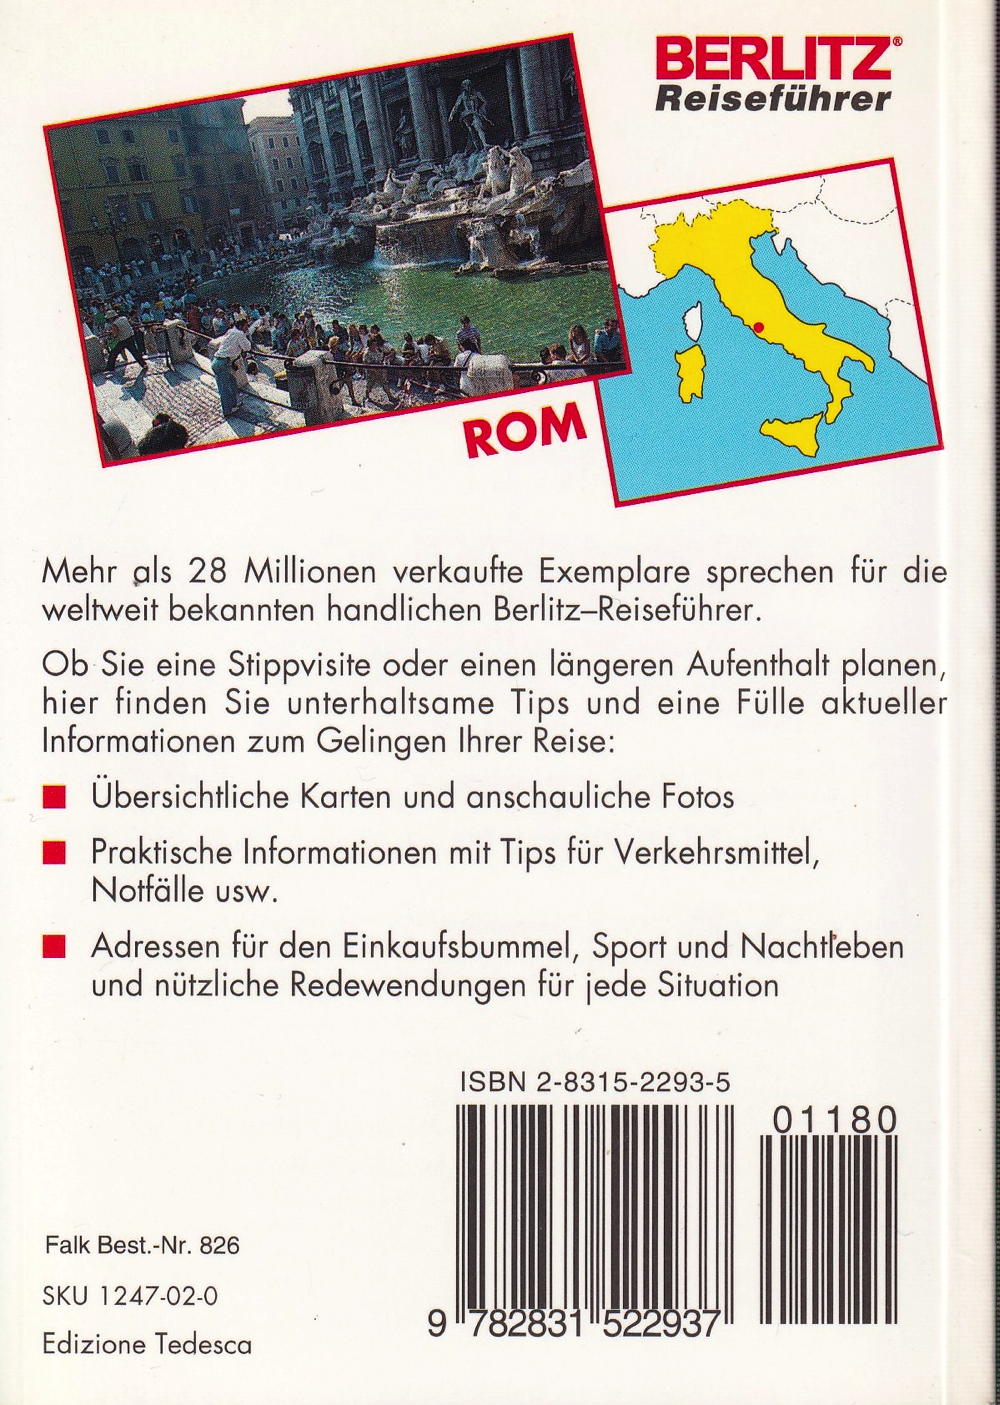 BERLITZ®
Reiseführer
ROM
Mehr als 28 Millionen verkaufte Exemplare sprechen für die
weltweit bekannten handlichen Berlitz–Reiseführer.
Ob Sie eine Stippvisite oder einen längeren Aufenthalt planen,
hier finden Sie unterhaltsame Tips und eine Fülle aktueller
Informationen zum Gelingen Ihrer Reise:
■ Übersichtliche Karten und anschauliche Fotos
■ Praktische Informationen mit Tips für Verkehrsmittel,
Notfälle usw.
■ Adressen für den Einkaufsbummel, Sport und Nachtleben
und nützliche Redewendungen für jede Situation
ISBN 2-8315-2293-5
01180
9 782831 522937
Falk Best.-Nr. 826
SKU 1247-02-0
Edizione Tedesca